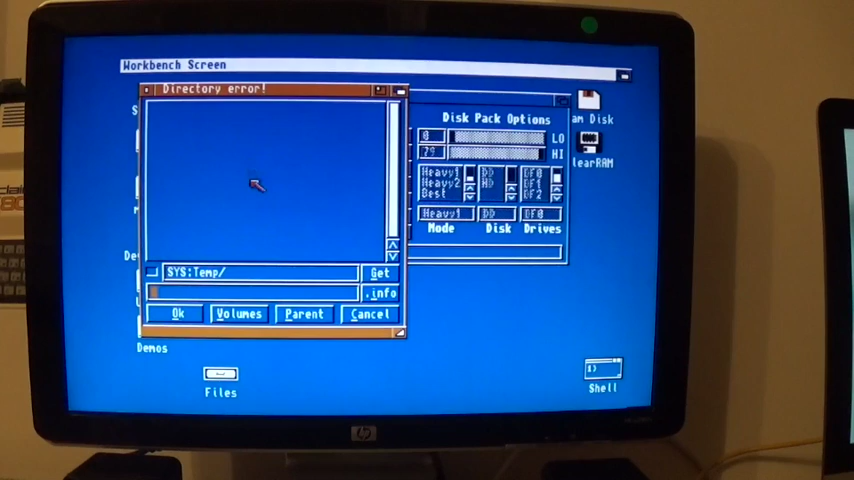 Workbench Screen
Directory error!
Disk Pack Options
0
LO
79
HI
am Disk
learRAM
Heavy1
Heavy2
Best
DD
HD
DF0
DF1
DF2
Heavy1
DD
DF0
Mode
Disk
Drives
SYS:Temp/
Get
.info
Ok
Volumes
Parent
Cancel
Demos
Files
Shell
hp